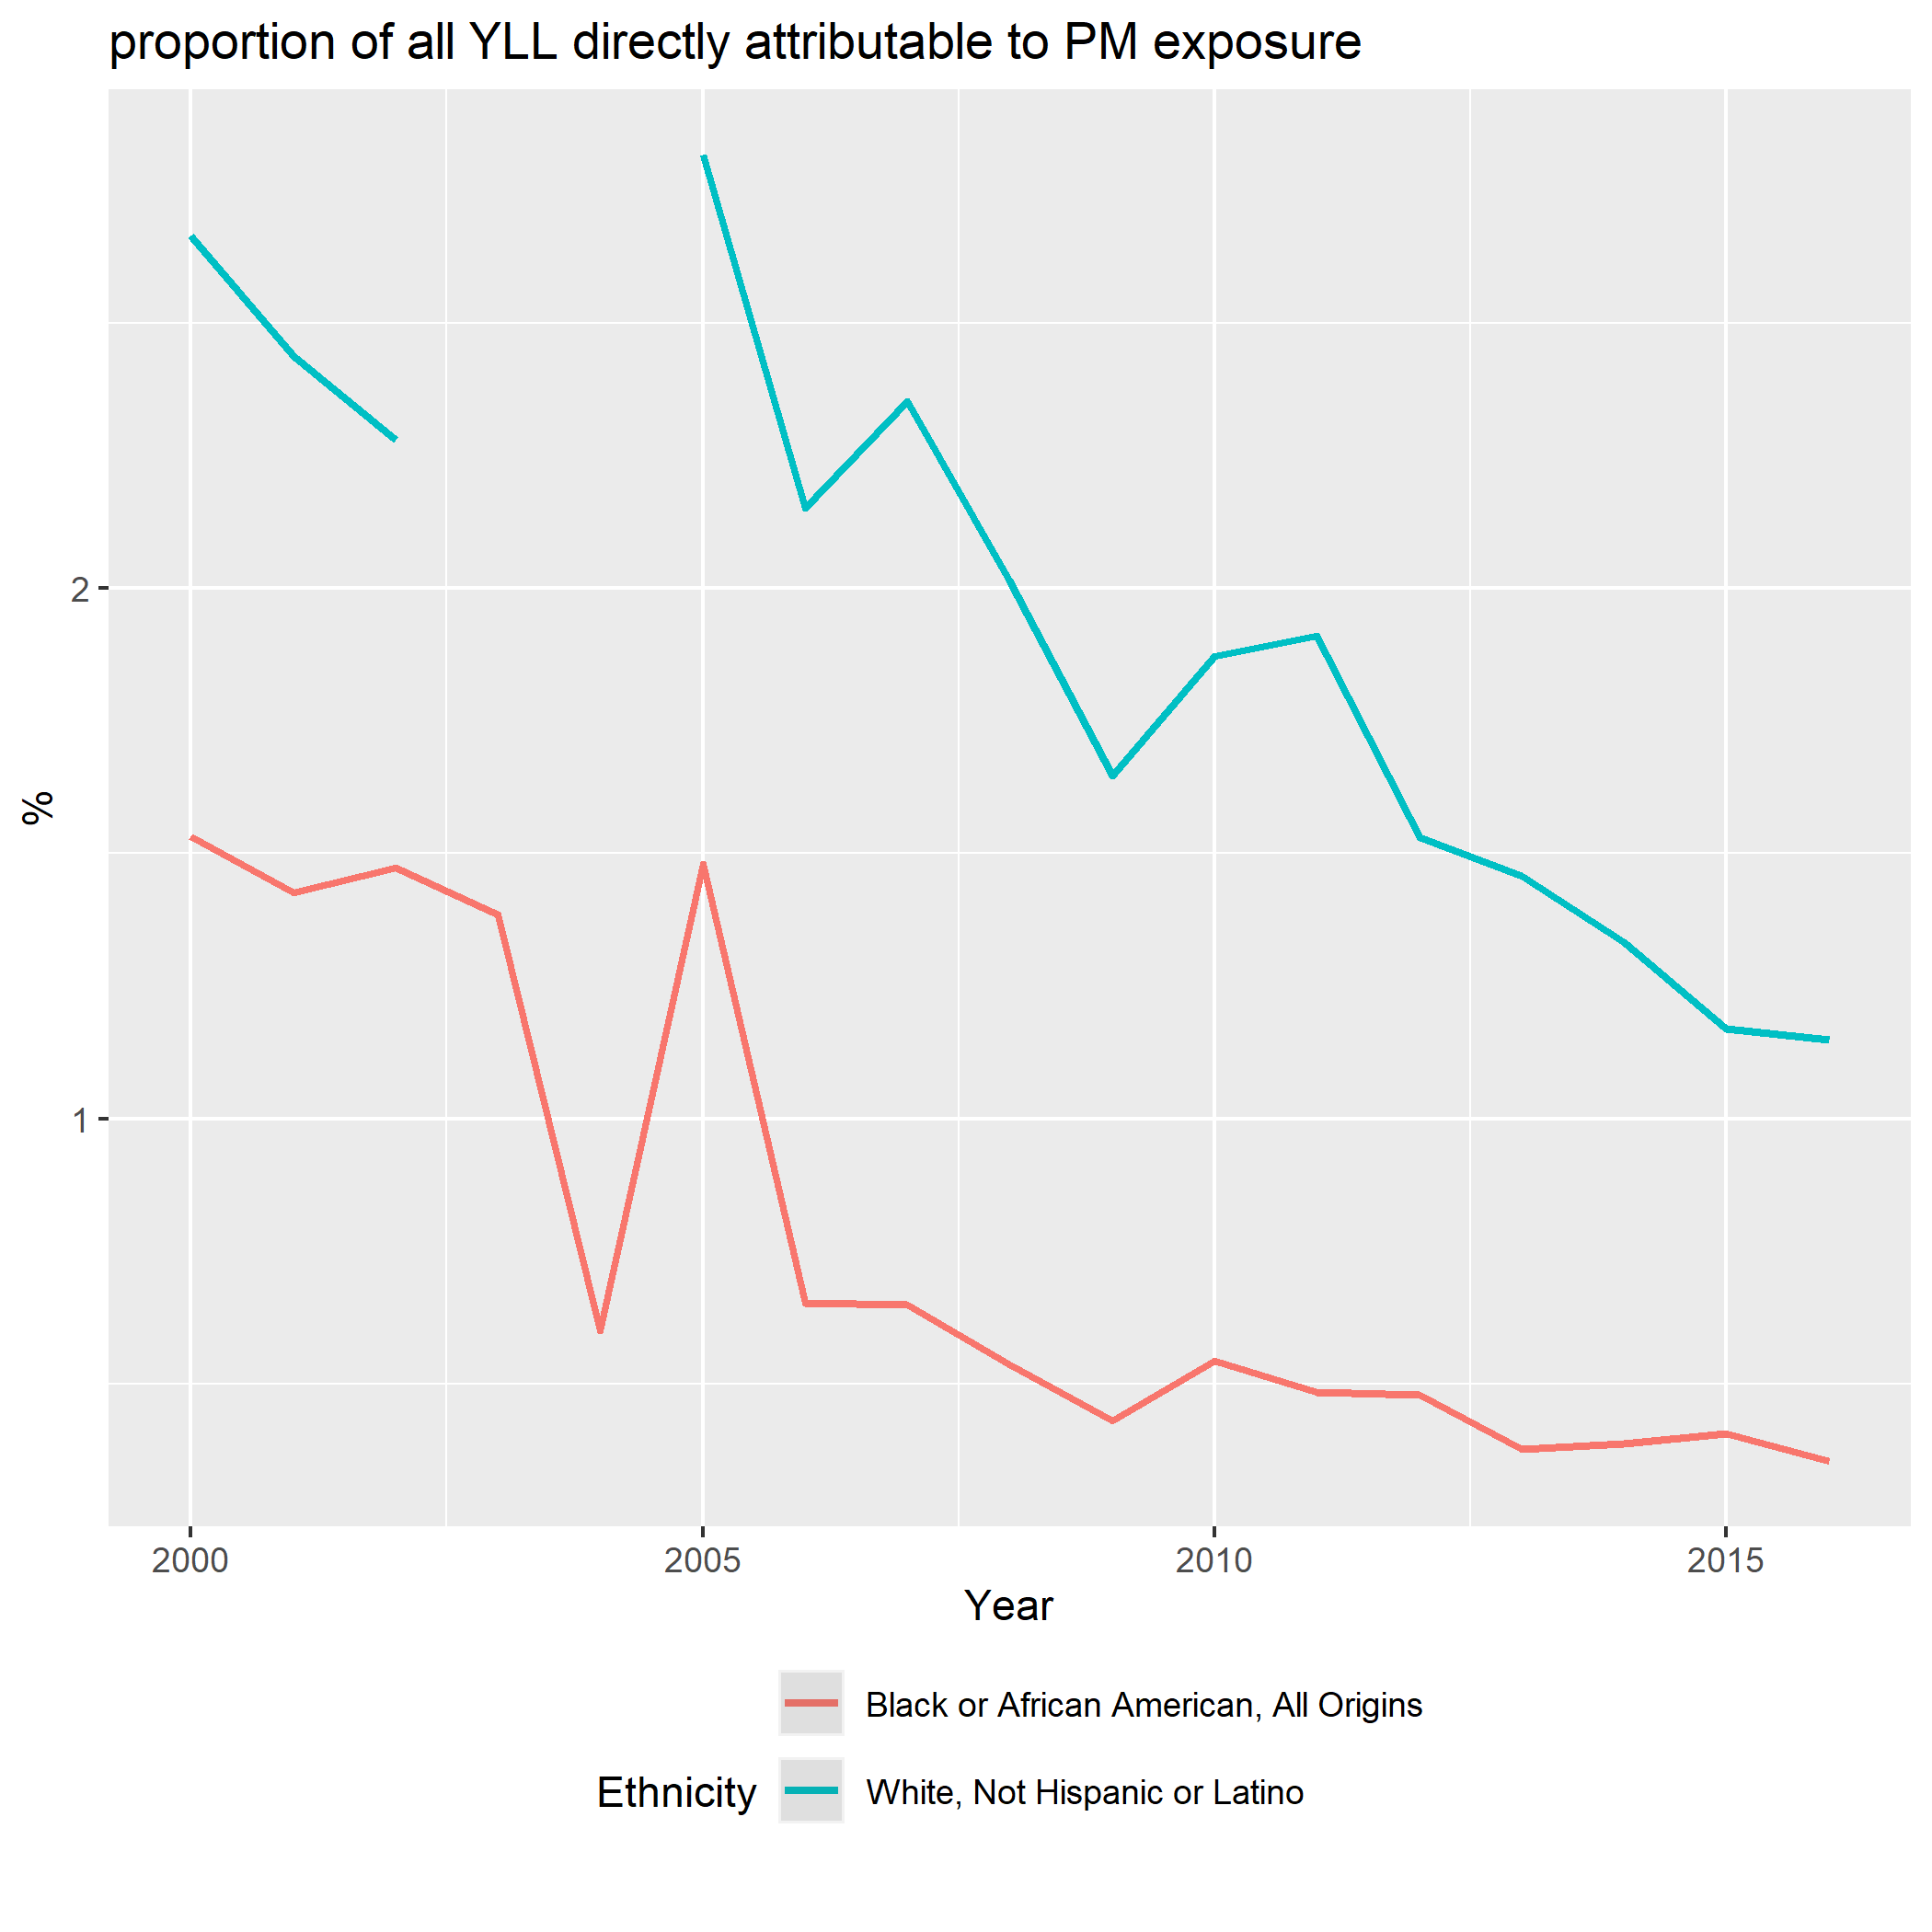 proportion of all YLL directly attributable to PM exposure
%
2
1
2000 2005 2010 2015
Year
Ethnicity
Black or African American, All Origins
White, Not Hispanic or Latino